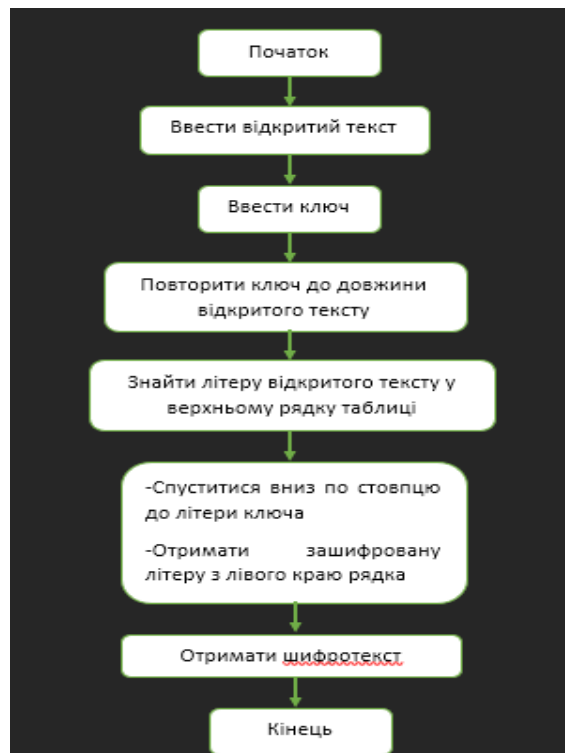 Початок
Ввести відкритий текст
Ввести ключ
Повторити ключ до довжини
відкритого тексту
Знайти літеру відкритого тексту у
верхньому рядку таблиці
-Спуститися вниз по стовпцю
до літери ключа
-Отримати зашифровану
літеру з лівого краю рядка
Отримати шифротекст
Кінець